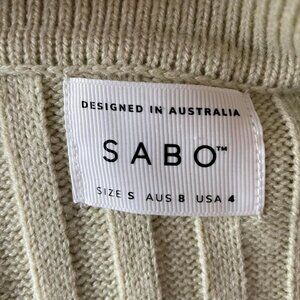 DESIGNED IN AUSTRALIA
SABO™
SIZE S AUS 8 USA 4